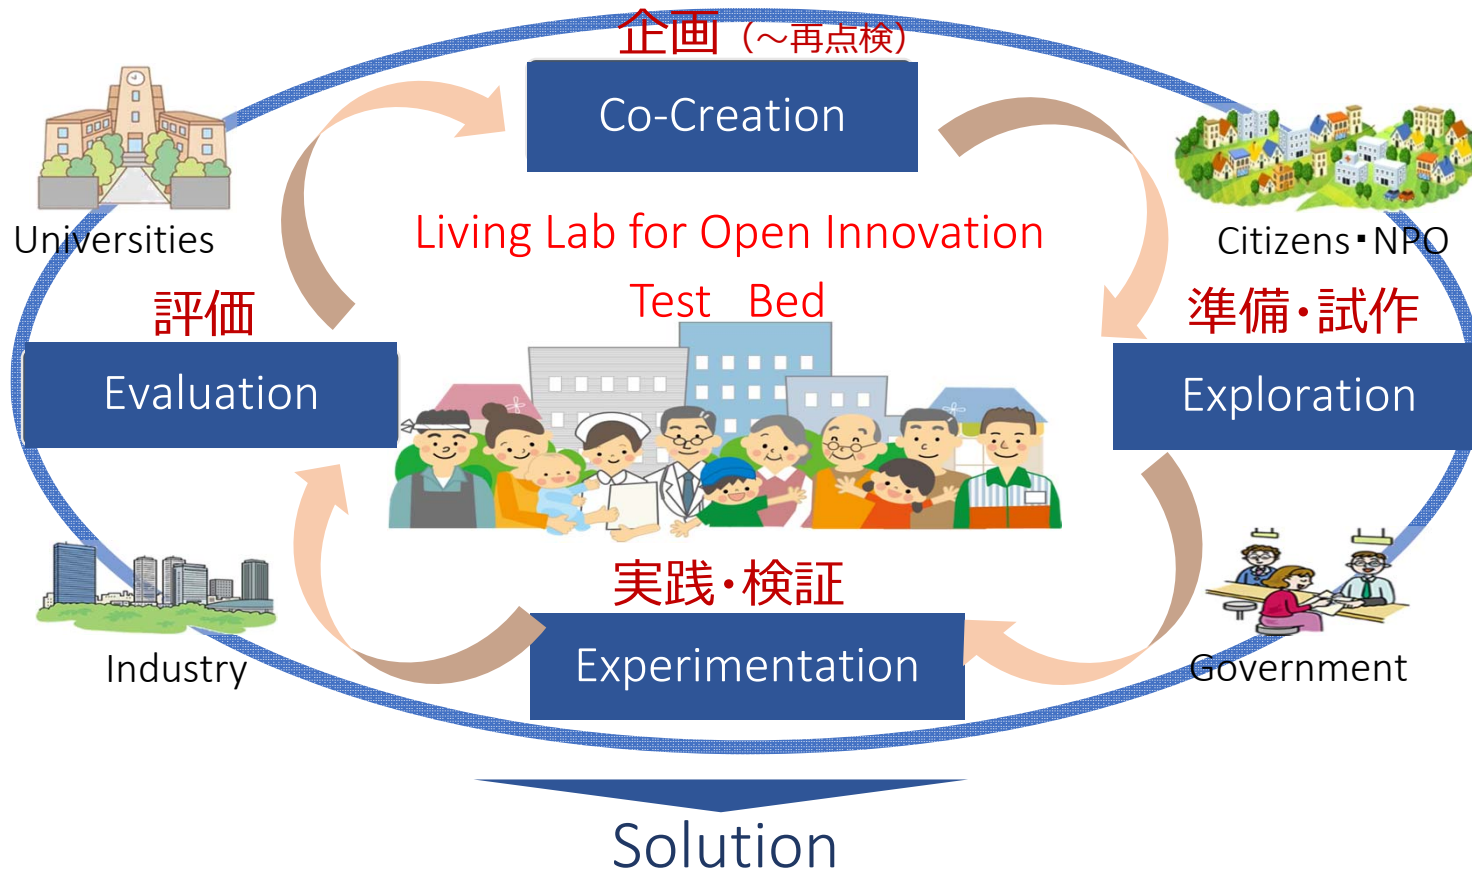 企画（～再点検）
Co-Creation
Universities
Citizens・NPO
Living Lab for Open Innovation
Test Bed
評価
準備・試作
Evaluation
Exploration
実践・検証
Experimentation
Industry
Government
Solution